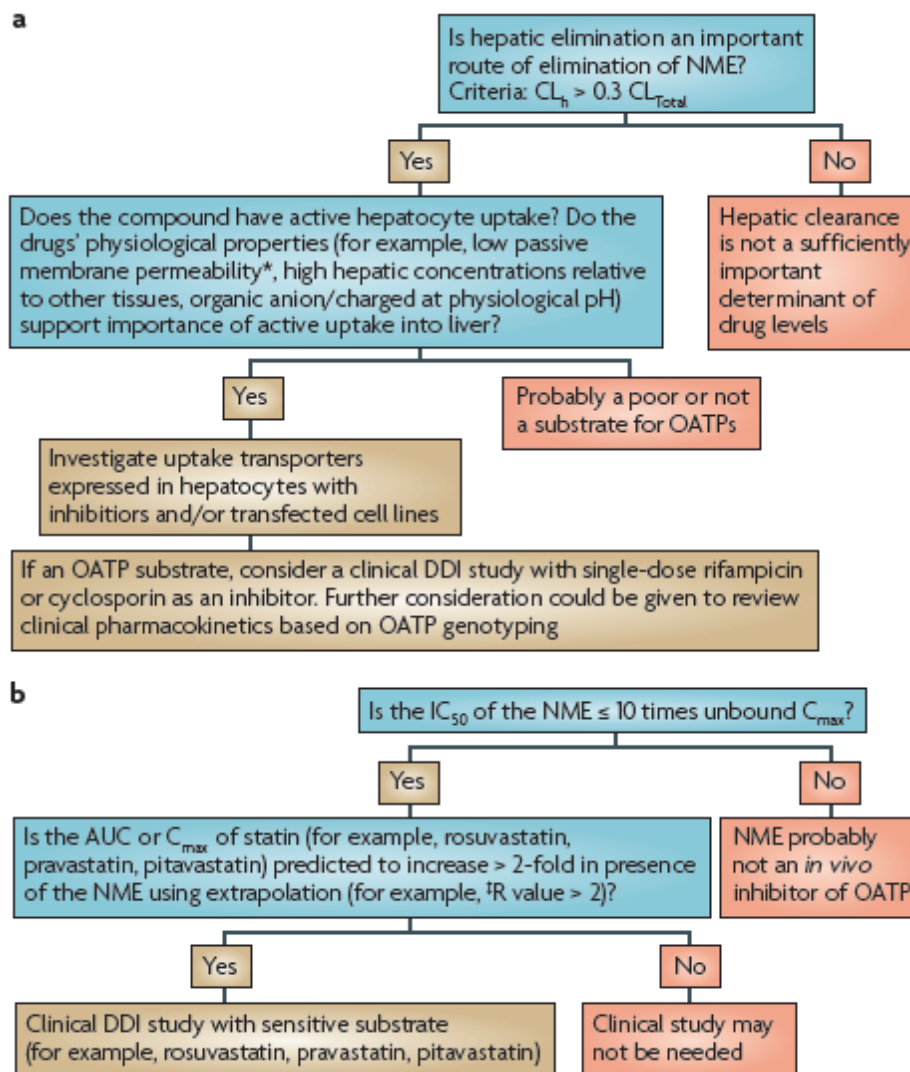 a
Is hepatic elimination an important
route of elimination of NME?
Criteria: CLh > 0.3 CLTotal
Yes
No
Does the compound have active hepatocyte uptake? Do the
drugs' physiological properties (for example, low passive
membrane permeability*, high hepatic concentrations relative
to other tissues, organic anion/charged at physiological pH)
support importance of active uptake into liver?
Hepatic clearance
is not a sufficiently
important
determinant of
drug levels
Yes
Probably a poor or not
a substrate for OATPs
Investigate uptake transporters
expressed in hepatocytes with
inhibitiors and/or transfected cell lines
If an OATP substrate, consider a clinical DDI study with single-dose rifampicin
or cyclosporin as an inhibitor. Further consideration could be given to review
clinical pharmacokinetics based on OATP genotyping
b
Is the IC50 of the NME ≤ 10 times unbound Cmax?
Yes
No
Is the AUC or Cmax of statin (for example, rosuvastatin,
pravastatin, pitavastatin) predicted to increase > 2-fold in presence
of the NME using extrapolation (for example, ‡R value > 2)?
NME probably
not an in vivo
inhibitor of OATP
Yes
No
Clinical DDI study with sensitive substrate
(for example, rosuvastatin, pravastatin, pitavastatin)
Clinical study may
not be needed